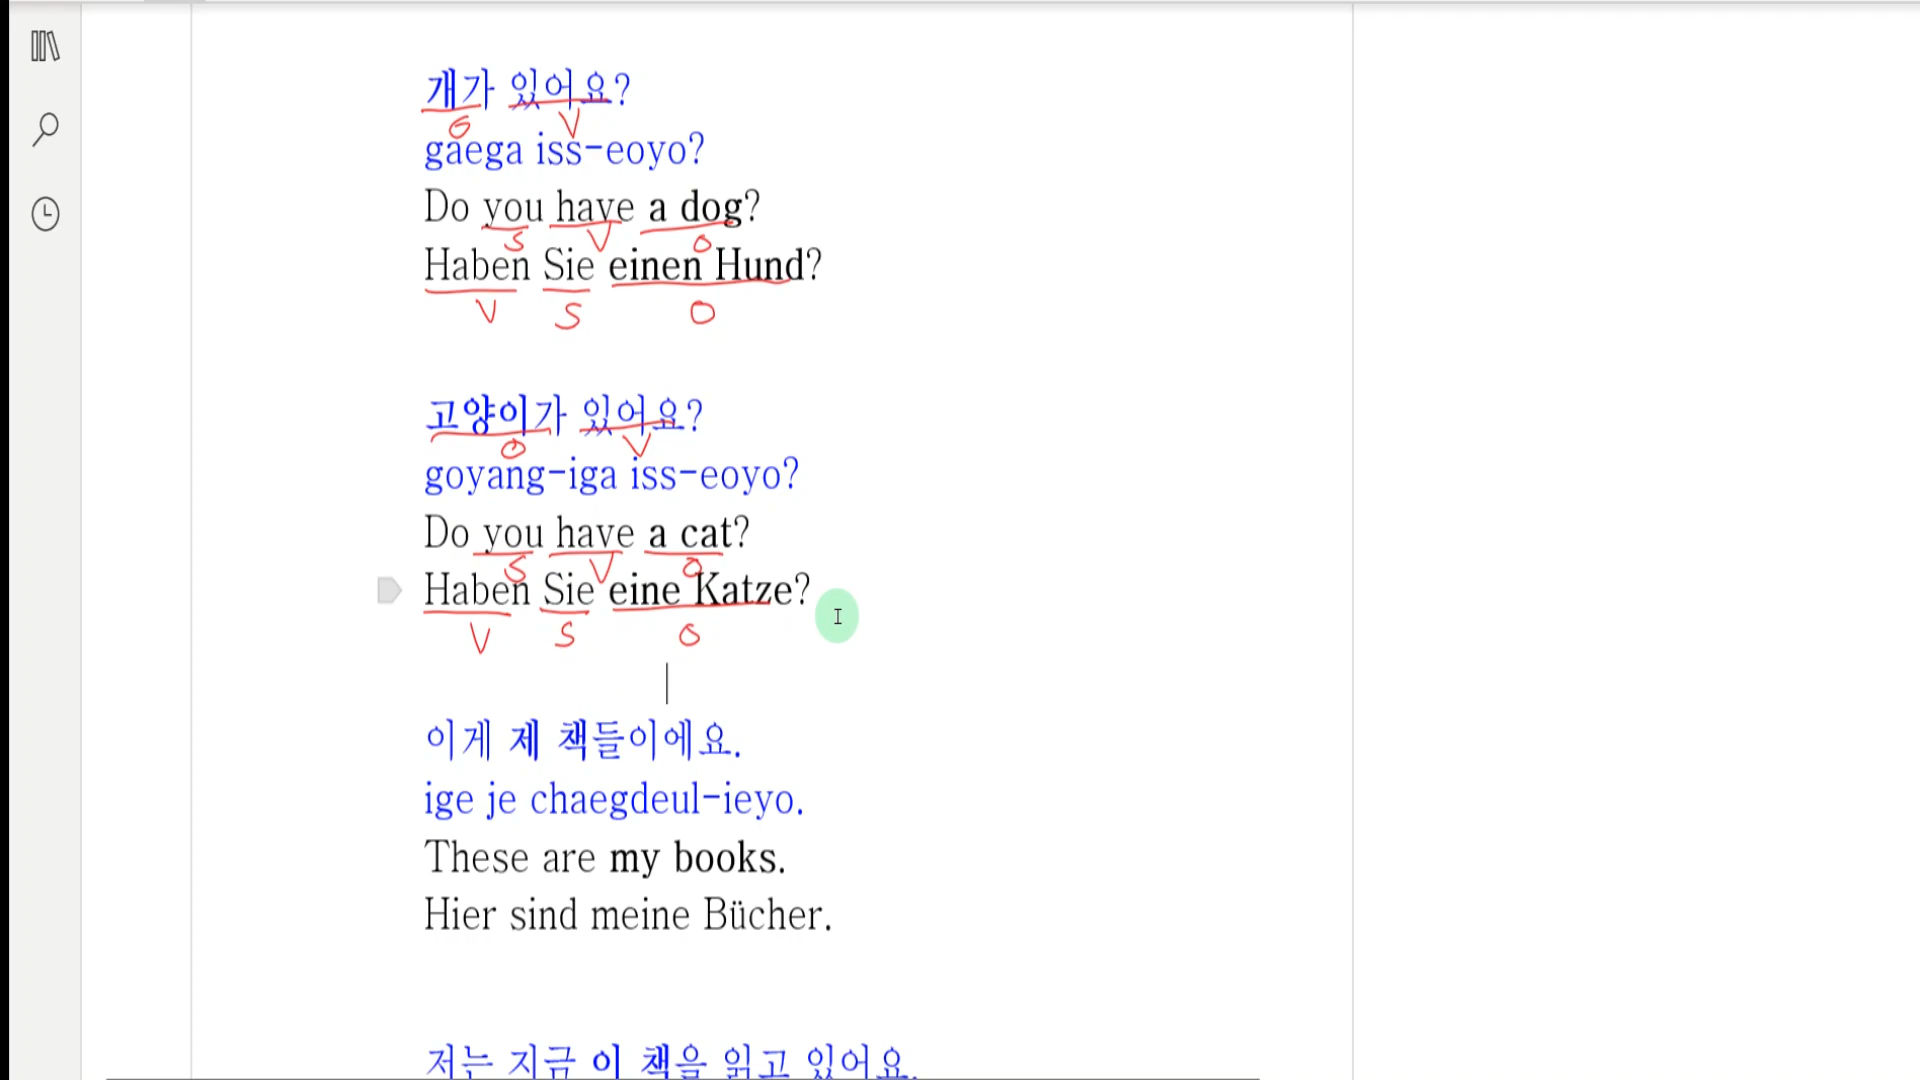 개가 있어요?
O V
gaega iss-eoyo?
Do you have a dog?
S V O
Haben Sie einen Hund?
V S O
고양이가 있어요?
O V
goyang-iga iss-eoyo?
Do you have a cat?
S V O
Haben Sie eine Katze?
V S O
이게 제 책들이에요.
ige je chaegdeul-ieyo.
These are my books.
Hier sind meine Bücher.
저는 지금 이 책을 읽고 있어요.